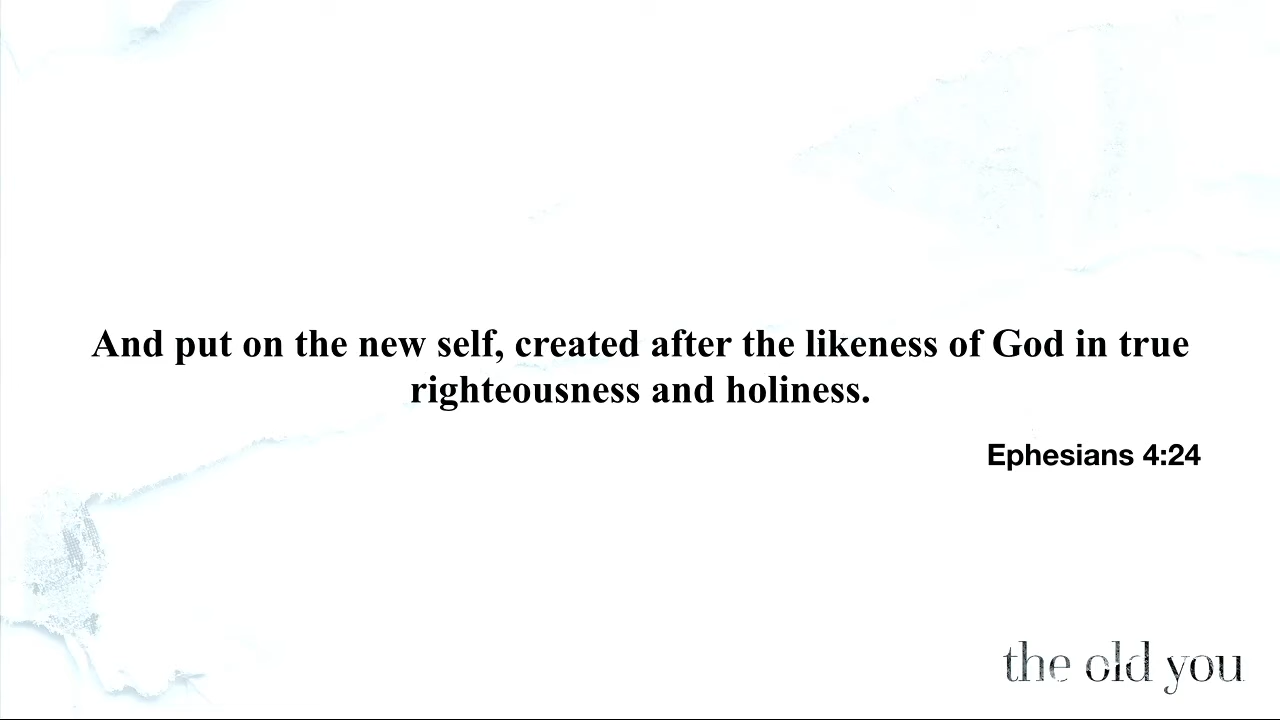 And put on the new self, created after the likeness of God in true
righteousness and holiness.
Ephesians 4:24
the old you